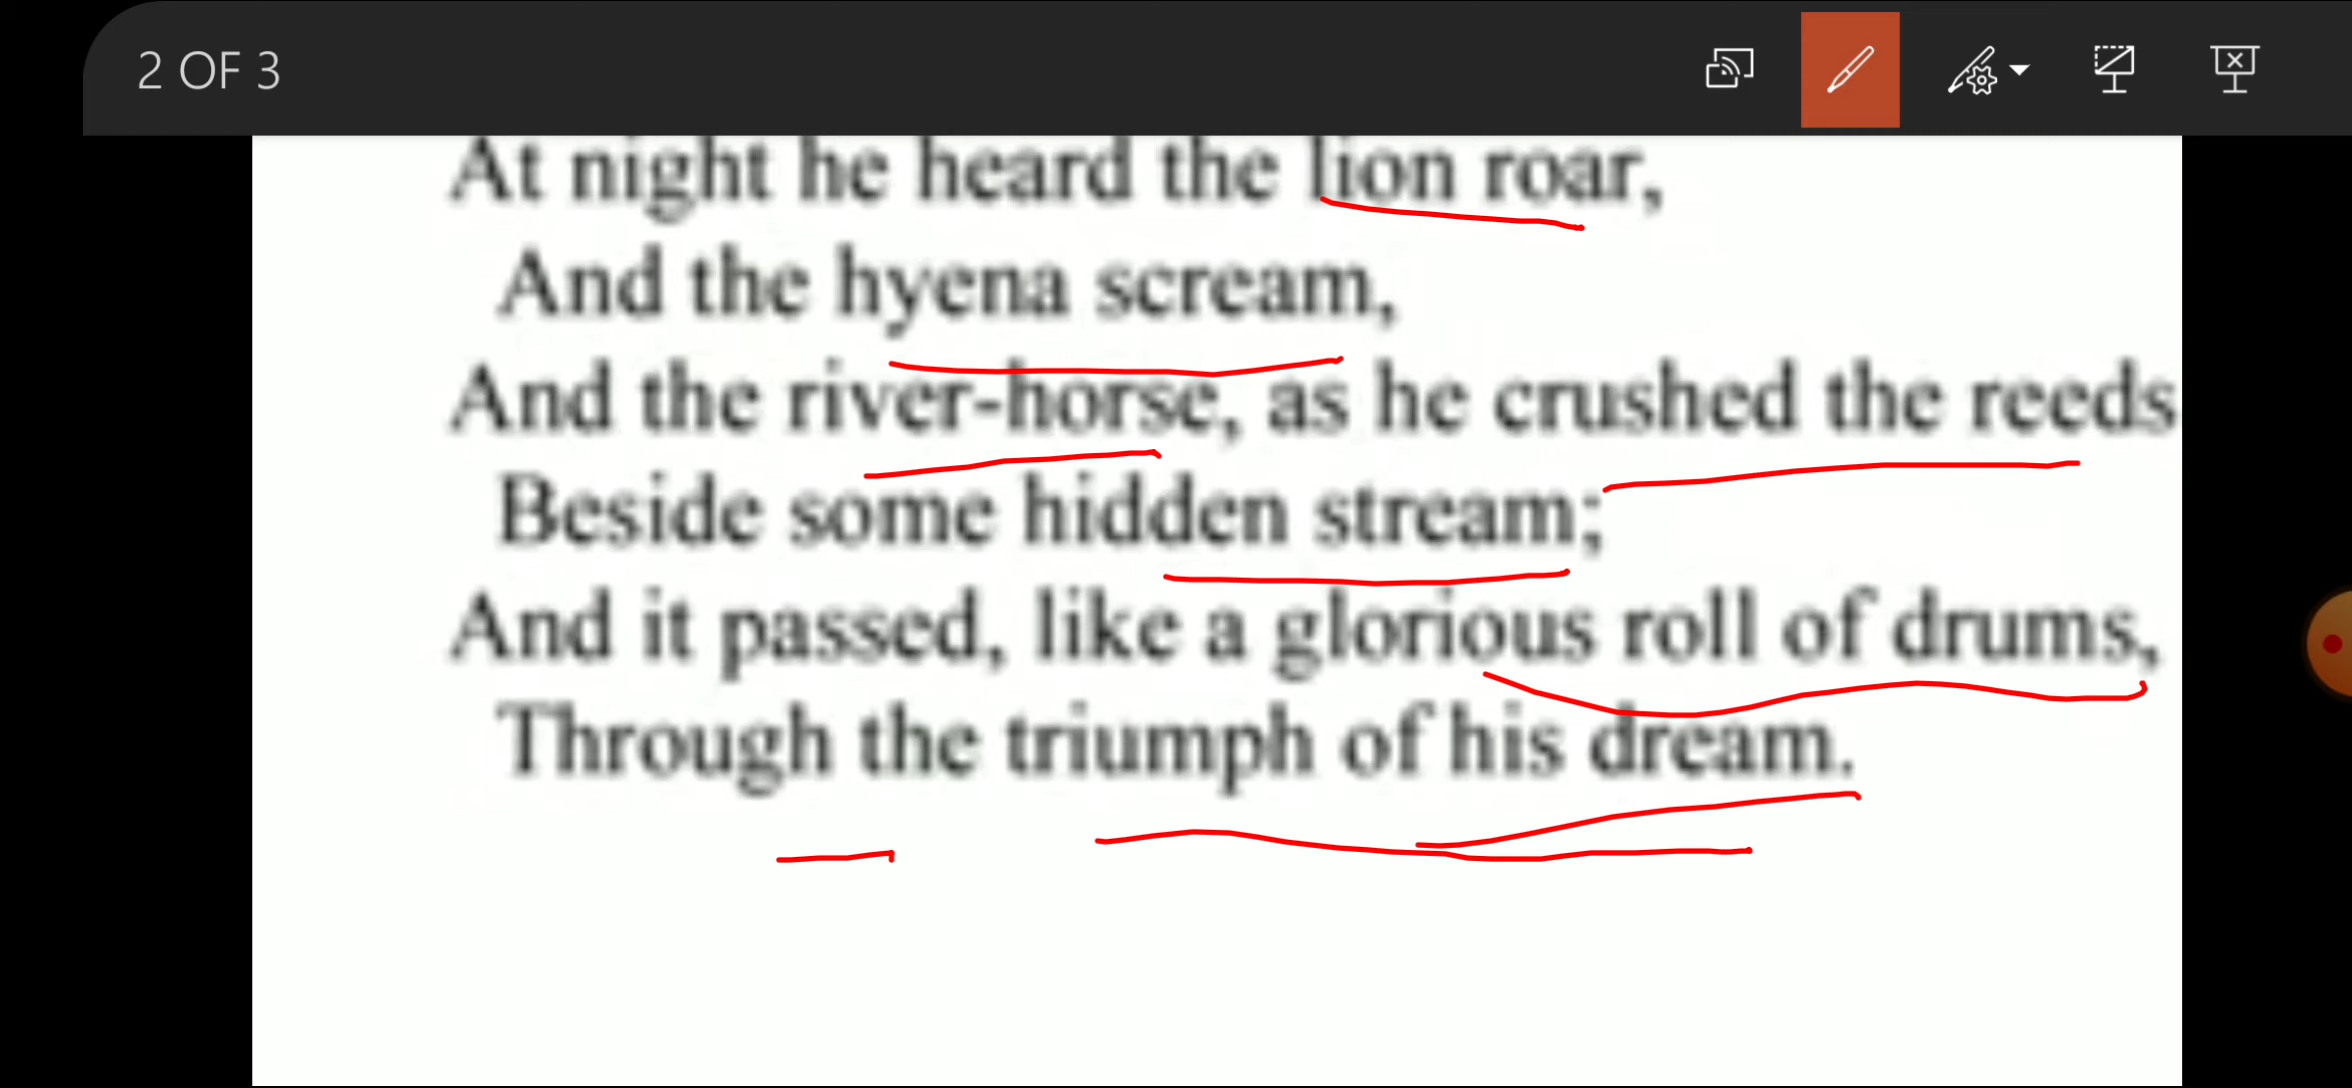 2 OF 3
At night he heard the lion roar,
And the hyena scream,
And the river-horse, as he crushed the reeds
Beside some hidden stream;
And it passed, like a glorious roll of drums,
Through the triumph of his dream.